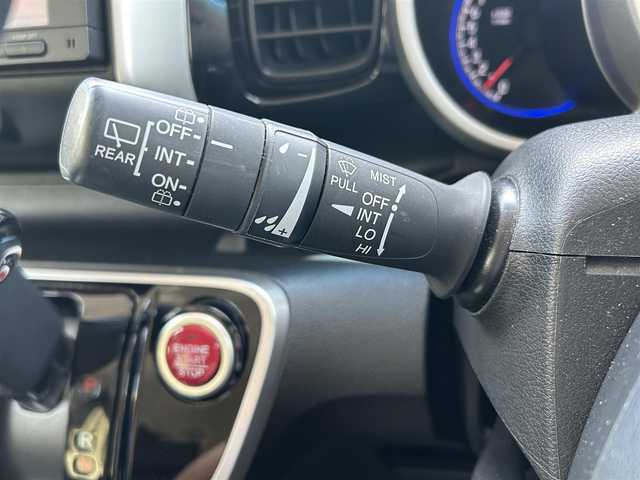 REAR
OFF
INT
ON
PULL
MIST
OFF
INT
LO
HI
ENGINE
START
STOP
P
R